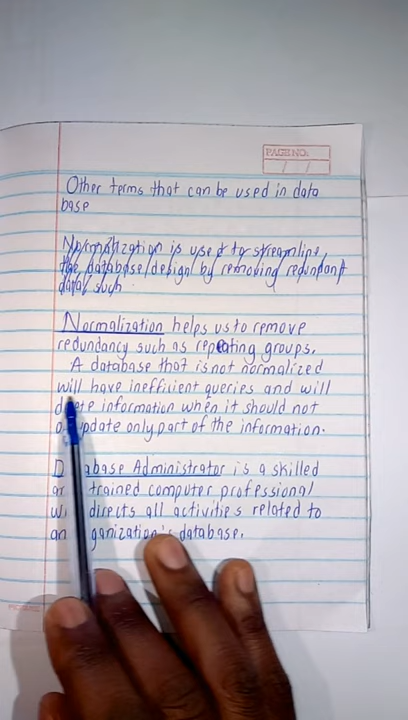 PAGE NO.
Other terms that can be used in data
base
Normalization is used to streamline
the database design by removing redundant
data such
Normalization helps us to remove
redundancy such as repeating groups.
A database that is not normalized
will have inefficient queries and will
information when it should not
update only part of the information.
Administrator is a skilled
trained computer professional
directs all activities related to
database.